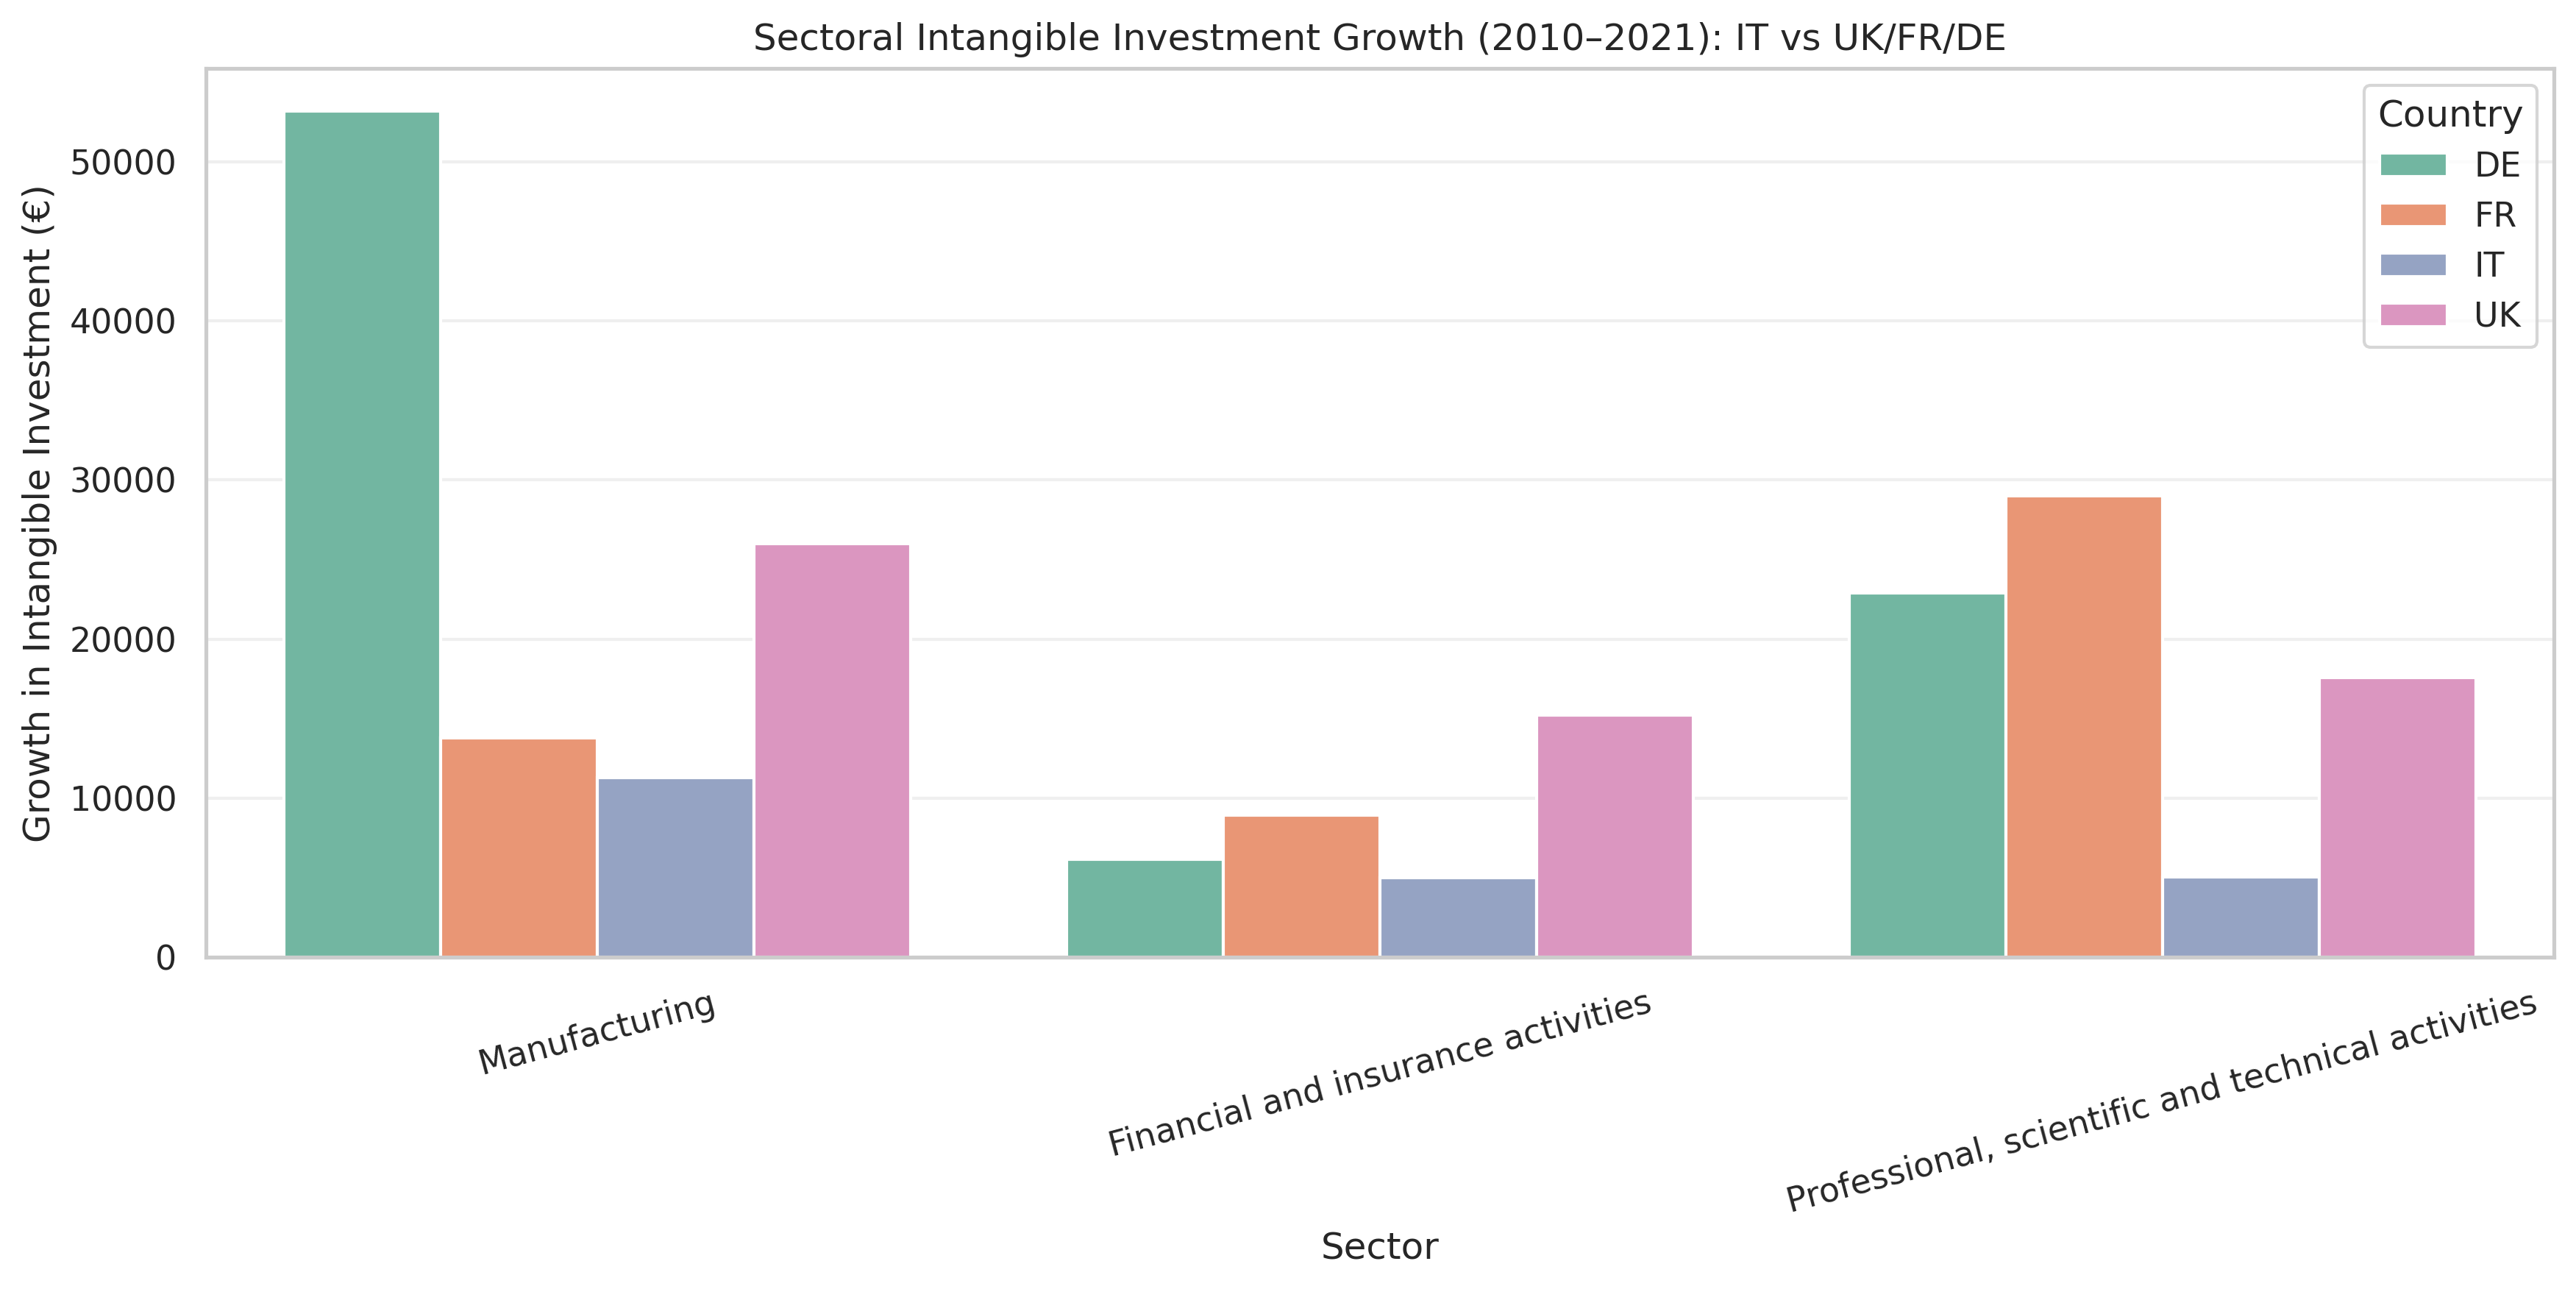 Sectoral Intangible Investment Growth (2010–2021): IT vs UK/FR/DE
Growth in Intangible Investment (€)
50000
40000
30000
20000
10000
0
Country
DE
FR
IT
UK
Manufacturing
Financial and insurance activities
Professional, scientific and technical activities
Sector